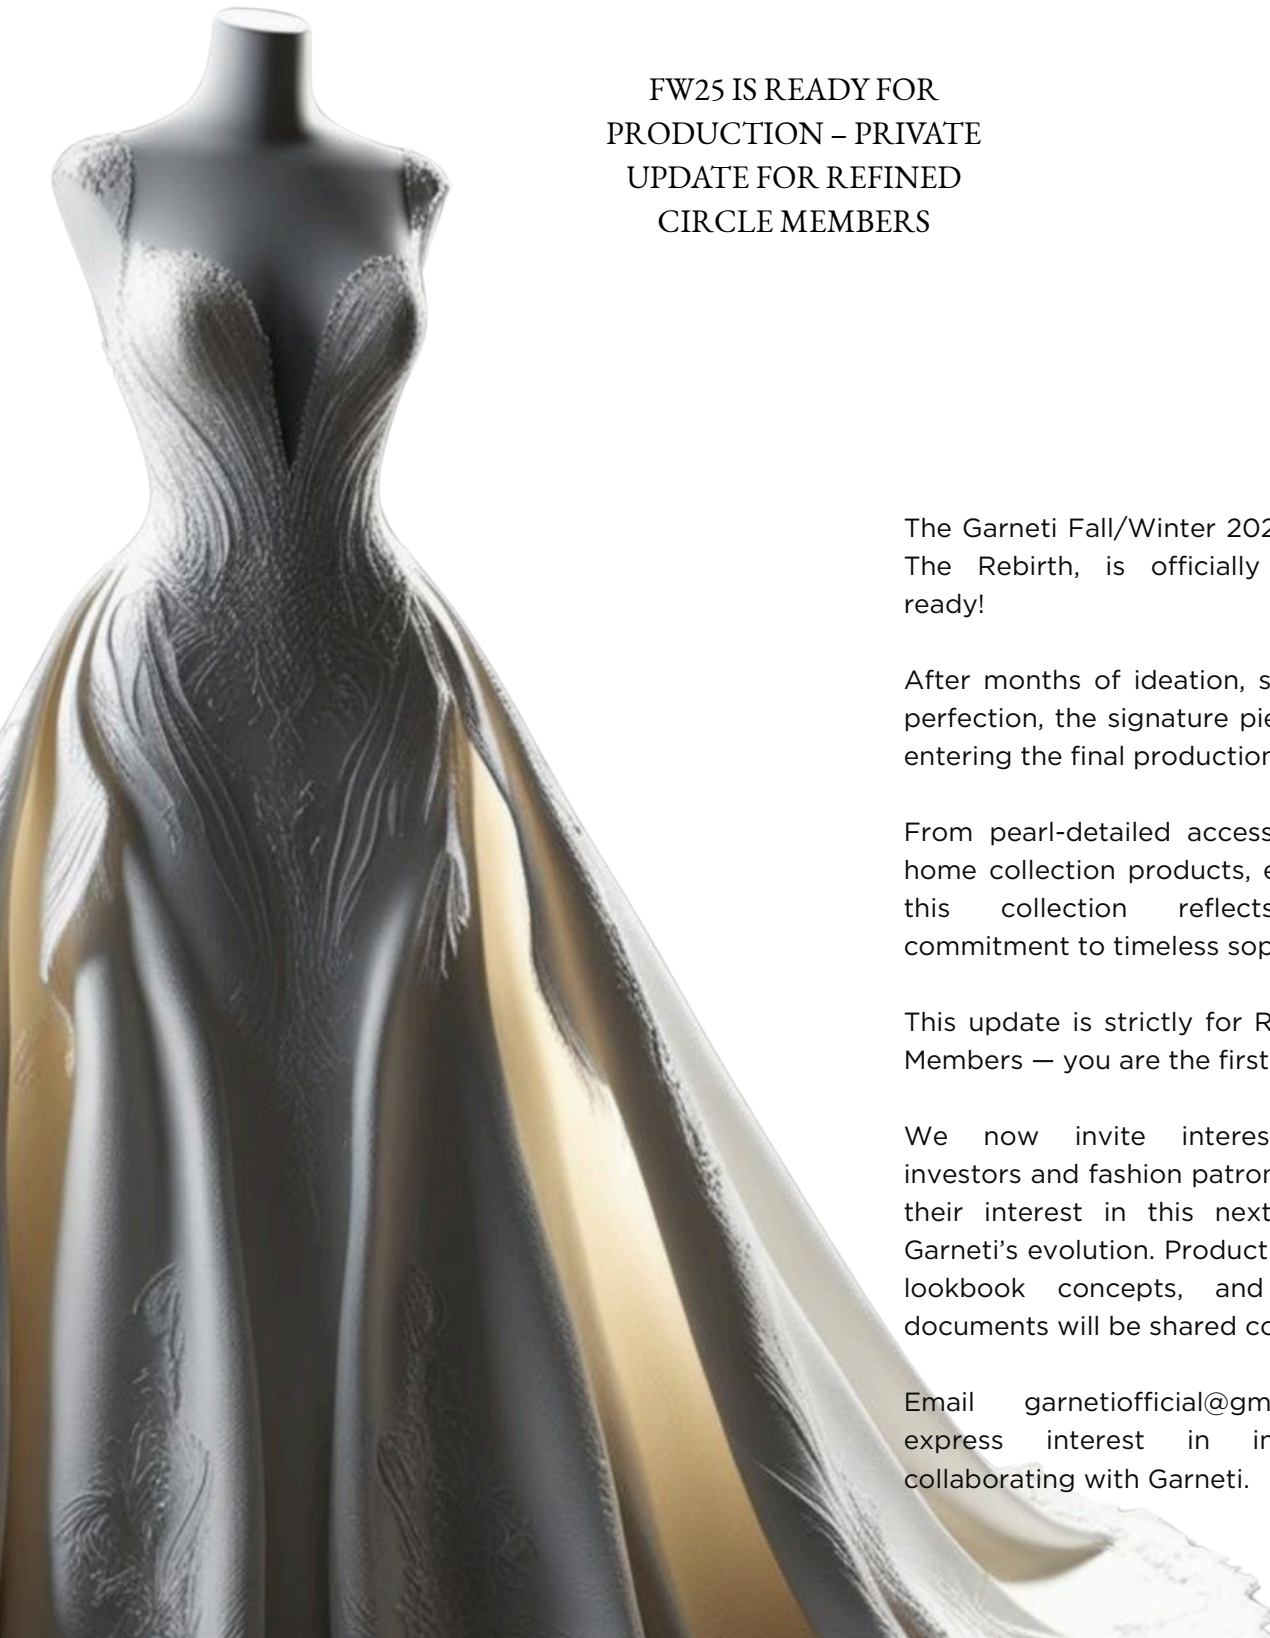 FW25 IS READY FOR
PRODUCTION – PRIVATE
UPDATE FOR REFINED
CIRCLE MEMBERS
The Garneti Fall/Winter
The Rebirth, is officially
ready!
After months of ideation,
perfection, the signature
entering the final
From pearl-detailed
home collection products,
this collection reflects
commitment to timeless
This update is strictly for
Members — you are the first
We now invite
investors and fashion
their interest in this next
Garneti’s evolution.
lookbook concepts, and
documents will be shared
Email
express interest in
collaborating with Garneti.